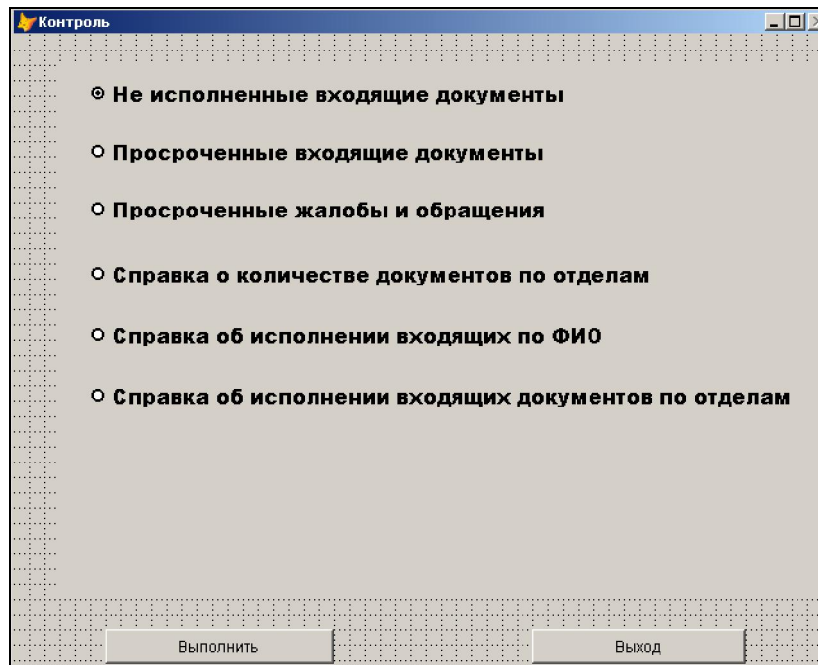 Контроль
Не исполненные входящие документы
Просроченные входящие документы
Просроченные жалобы и обращения
Справка о количестве документов по отделам
Справка об исполнении входящих по ФИО
Справка об исполнении входящих документов по отделам
Выполнить Выход